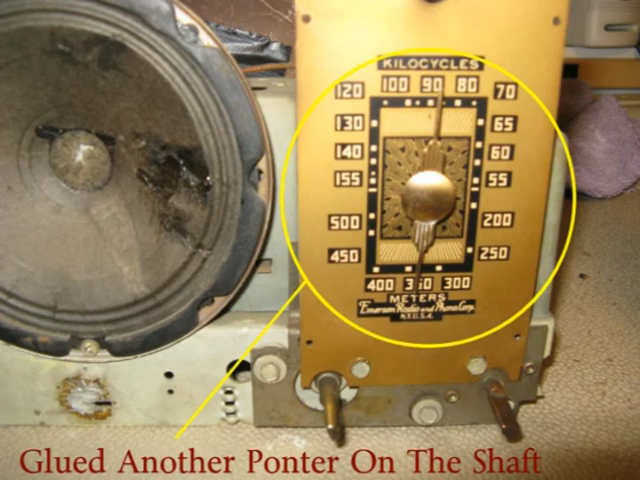 KILOCYCLES
120 100 90 80 70
130 65
140 60
155 55
500 200
450 250
400 350 300
METERS
Emerson Radio and Phono. Corp.
N.Y. U.S.A.
Glued Another Ponter On The Shaft